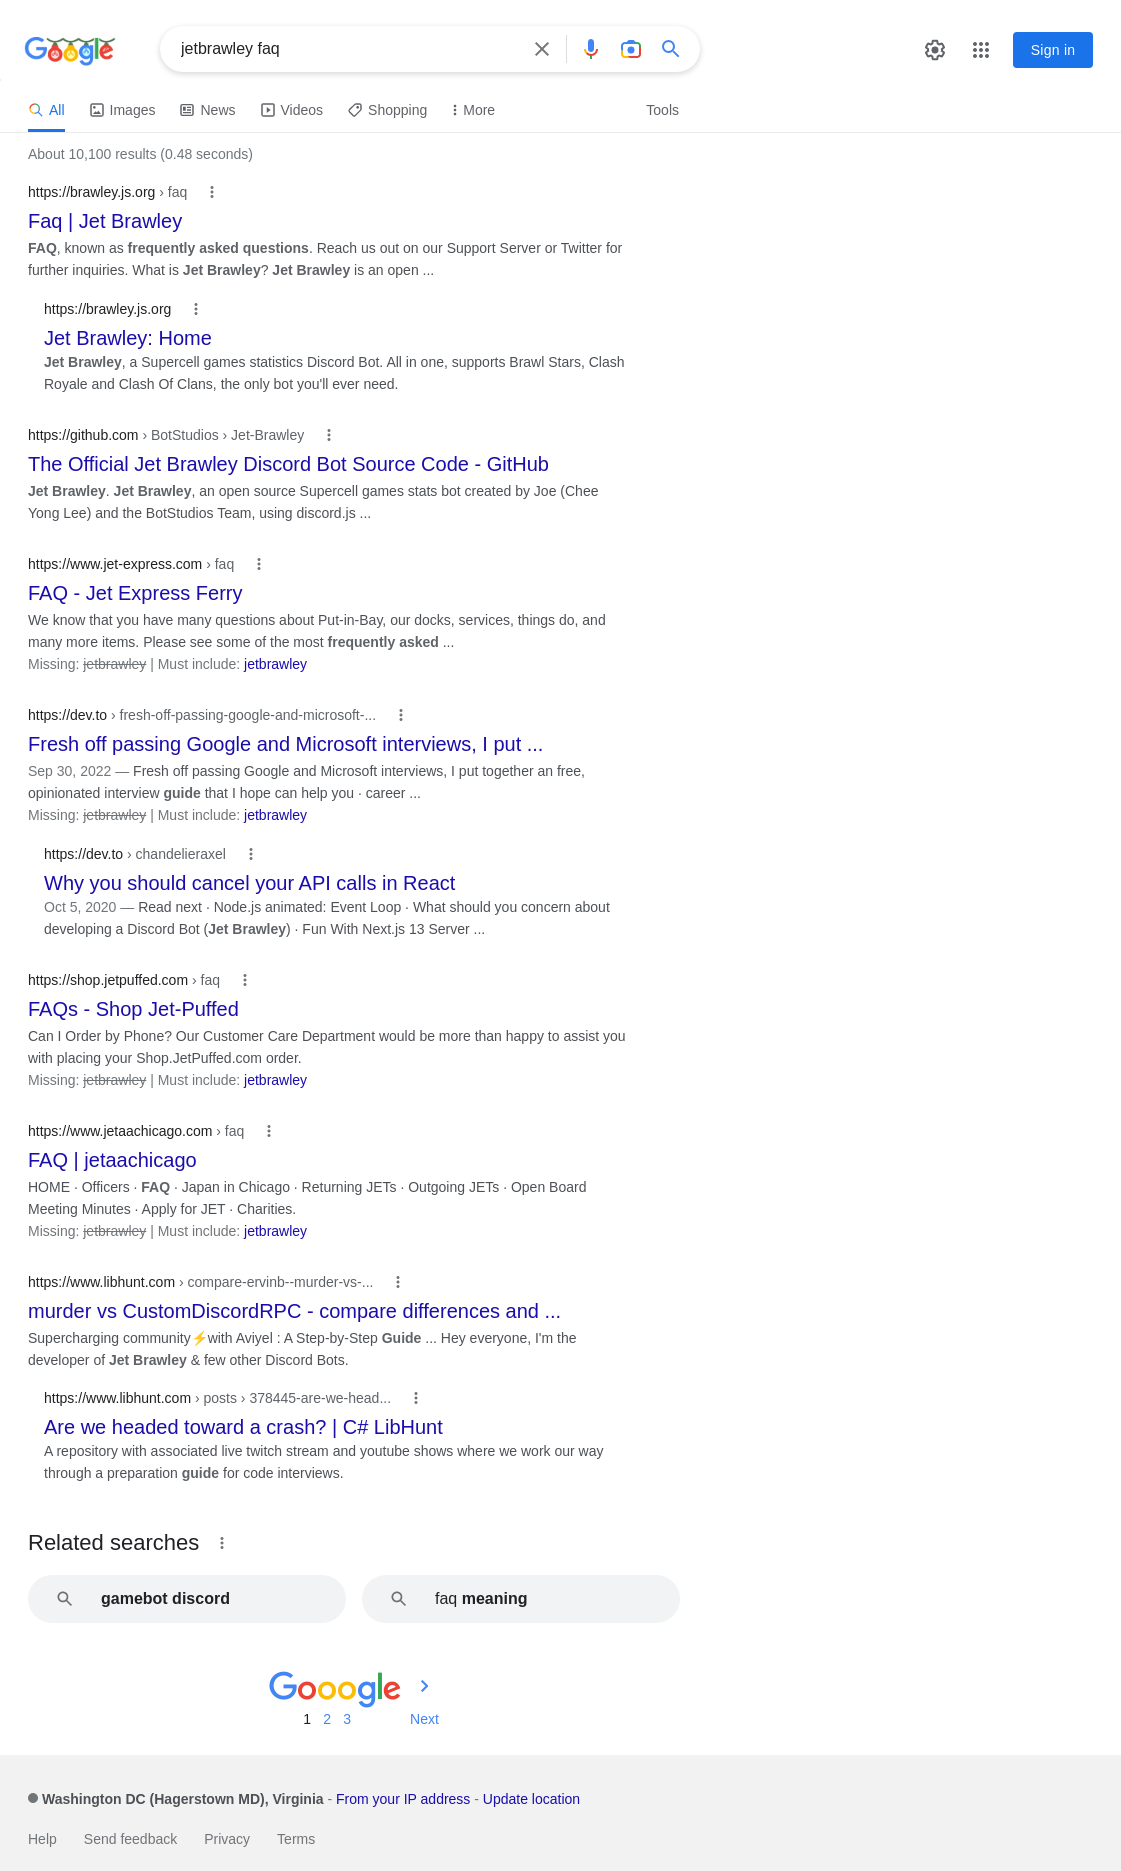 Google
jetbrawley faq
Sign in
All Images News Videos Shopping More Tools
About 10,100 results (0.48 seconds)
https://brawley.js.org › faq
Faq | Jet Brawley
FAQ, known as frequently asked questions. Reach us out on our Support Server or Twitter for
further inquiries. What is Jet Brawley? Jet Brawley is an open ...
https://brawley.js.org
Jet Brawley: Home
Jet Brawley, a Supercell games statistics Discord Bot. All in one, supports Brawl Stars, Clash
Royale and Clash Of Clans, the only bot you'll ever need.
https://github.com › BotStudios › Jet-Brawley
The Official Jet Brawley Discord Bot Source Code - GitHub
Jet Brawley. Jet Brawley, an open source Supercell games stats bot created by Joe (Chee
Yong Lee) and the BotStudios Team, using discord.js ...
https://www.jet-express.com › faq
FAQ - Jet Express Ferry
We know that you have many questions about Put-in-Bay, our docks, services, things do, and
many more items. Please see some of the most frequently asked ...
Missing: jetbrawley | Must include: jetbrawley
https://dev.to › fresh-off-passing-google-and-microsoft-...
Fresh off passing Google and Microsoft interviews, I put ...
Sep 30, 2022 — Fresh off passing Google and Microsoft interviews, I put together an free,
opinionated interview guide that I hope can help you · career ...
Missing: jetbrawley | Must include: jetbrawley
https://dev.to › chandelieraxel
Why you should cancel your API calls in React
Oct 5, 2020 — Read next · Node.js animated: Event Loop · What should you concern about
developing a Discord Bot (Jet Brawley) · Fun With Next.js 13 Server ...
https://shop.jetpuffed.com › faq
FAQs - Shop Jet-Puffed
Can I Order by Phone? Our Customer Care Department would be more than happy to assist you
with placing your Shop.JetPuffed.com order.
Missing: jetbrawley | Must include: jetbrawley
https://www.jetaachicago.com › faq
FAQ | jetaachicago
HOME · Officers · FAQ · Japan in Chicago · Returning JETs · Outgoing JETs · Open Board
Meeting Minutes · Apply for JET · Charities.
Missing: jetbrawley | Must include: jetbrawley
https://www.libhunt.com › compare-ervinb--murder-vs-...
murder vs CustomDiscordRPC - compare differences and ...
Supercharging community⚡with Aviyel : A Step-by-Step Guide ... Hey everyone, I'm the
developer of Jet Brawley & few other Discord Bots.
https://www.libhunt.com › posts › 378445-are-we-head...
Are we headed toward a crash? | C# LibHunt
A repository with associated live twitch stream and youtube shows where we work our way
through a preparation guide for code interviews.
Related searches
gamebot discord
faq meaning
Gooogle
1 2 3 Next
Washington DC (Hagerstown MD), Virginia - From your IP address - Update location
Help Send feedback Privacy Terms